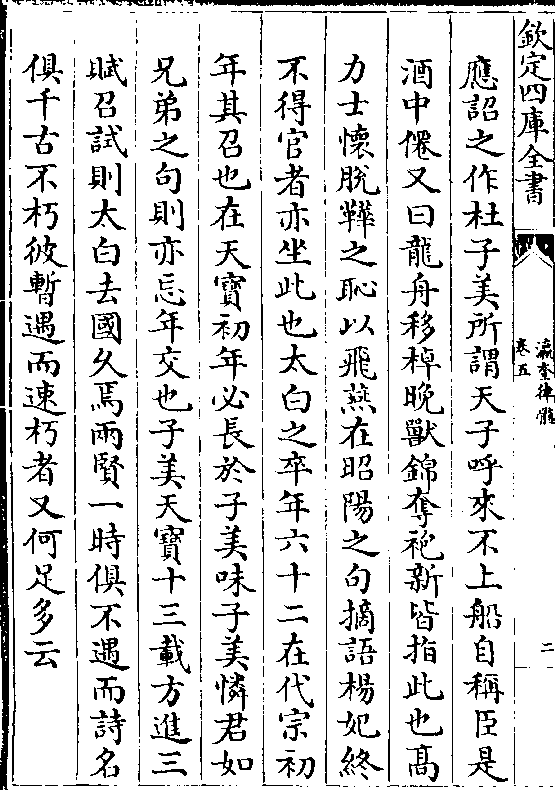 欽定四庫全書
瀛奎律髓
卷五
二
應詔之作杜子美所謂天子呼來不上船自稱臣是
酒中僊又曰龍舟移棹晚獸錦奪袍新皆指此也高
力士懷脫鞾之恥以飛燕在昭陽之句摘語楊妃終
不得官者亦坐此也太白之卒年六十二在代宗初
年其召也在天寶初年必長於子美味子美憐君如
兄弟之句則亦忘年交也子美天寶十三載方進三
賦召試則太白去國久焉兩賢一時俱不遇而詩名
俱千古不朽彼暫遇而速朽者又何足多云